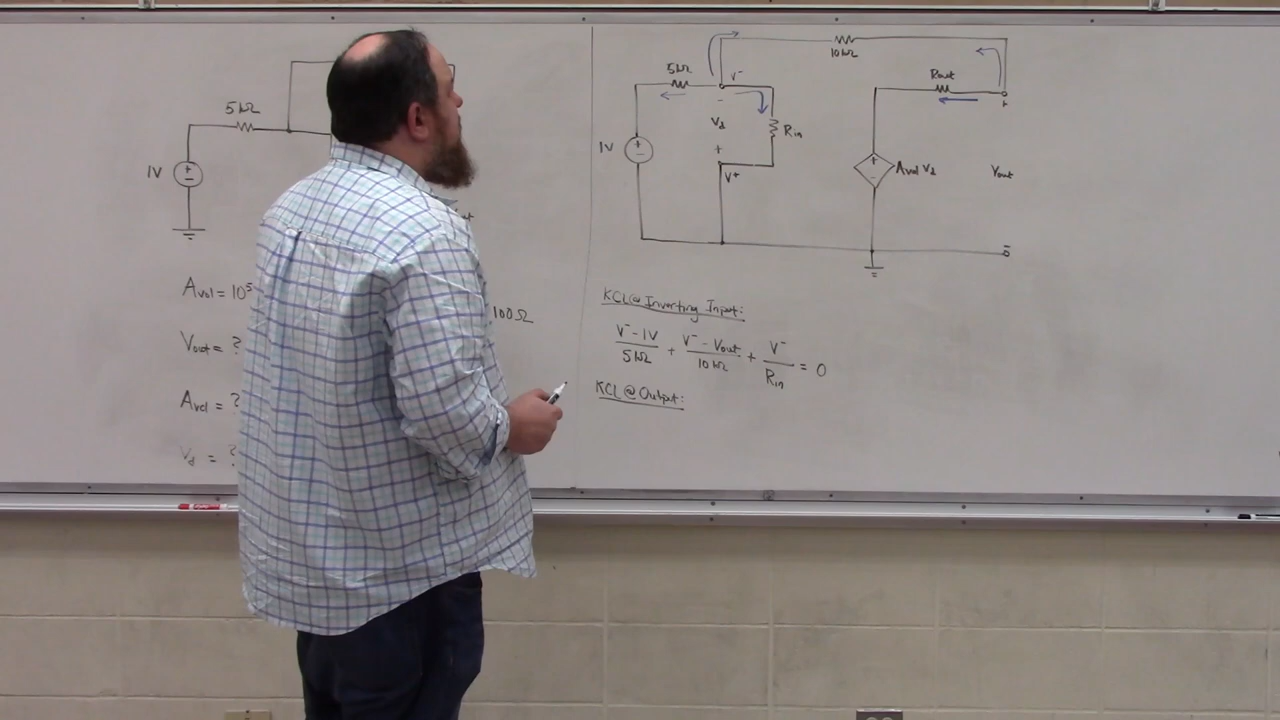 5kΩ
1V
Avol = 10⁵
100Ω
Vout = ?
Avcl = ?
Vd = ?
10kΩ
5kΩ
V⁻
Rout
-
+
Vd
Rin
1V
+
-
+
V⁺
+
-
Avol Vd
Vout
-
KCL @ Inverting Input:
V⁻ - 1V / 5kΩ + V⁻ - Vout / 10kΩ + V⁻ / Rin = 0
KCL @ Output: